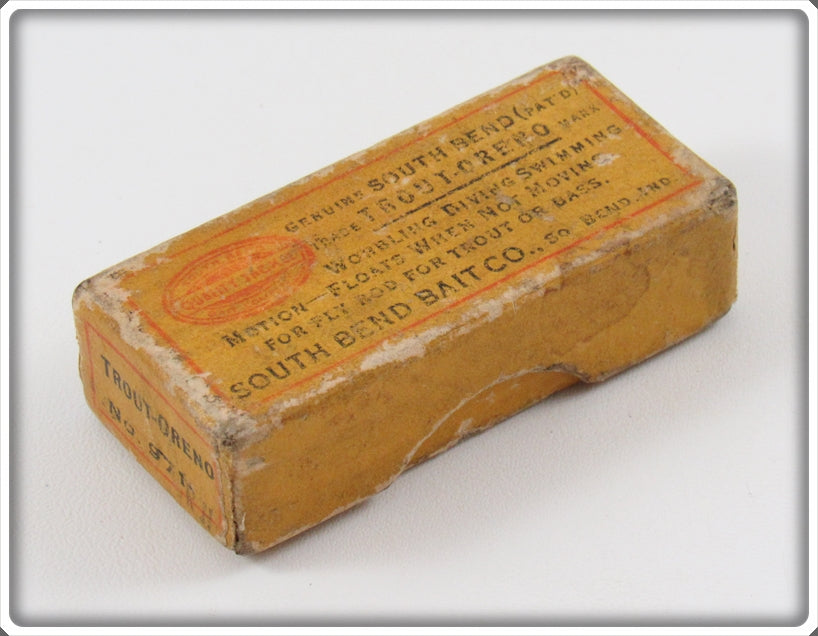 GENUINE SOUTH BEND (PAT'D)
TRADE TROUT-ORENO MARK
WOBBLING DIVING SWIMMING
MOTION—FLOATS WHEN NOT MOVING
FOR FLY ROD FOR TROUT OR BASS.
SOUTH BEND BAIT CO., SO. BEND, IND.
TROUT-ORENO
No. 971